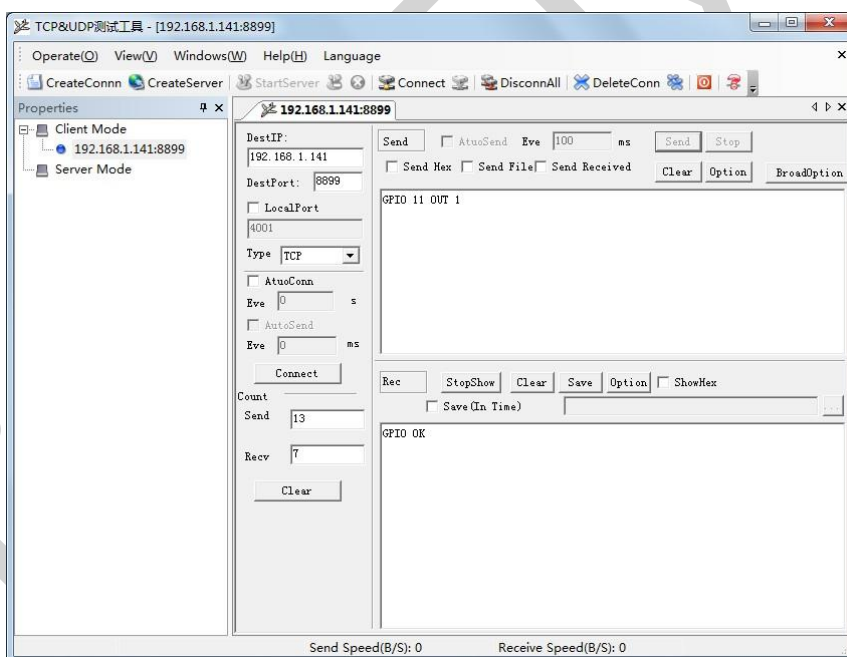 TCP&UDP测试工具 - [192.168.1.141:8899]
Operate(O) View(V) Windows(W) Help(H) Language
CreateConnn CreateServer StartServer Connect DisconnAll DeleteConn
Properties
Client Mode
192.168.1.141:8899
Server Mode
192.168.1.141:8899
DestIP:
192.168.1.141
DestPort: 8899
LocalPort
4001
Type TCP
AtuoConn
Eve 0 s
AutoSend
Eve 0 ms
Connect
Count
Send 13
Recv 7
Clear
Send AtuoSend Eve 100 ms Send Stop
Send Hex Send File Send Received Clear Option BroadOption
GPIO 11 OUT 1
Rec StopShow Clear Save Option ShowHex
Save(In Time) ...
GPIO OK
Send Speed(B/S): 0 Receive Speed(B/S): 0